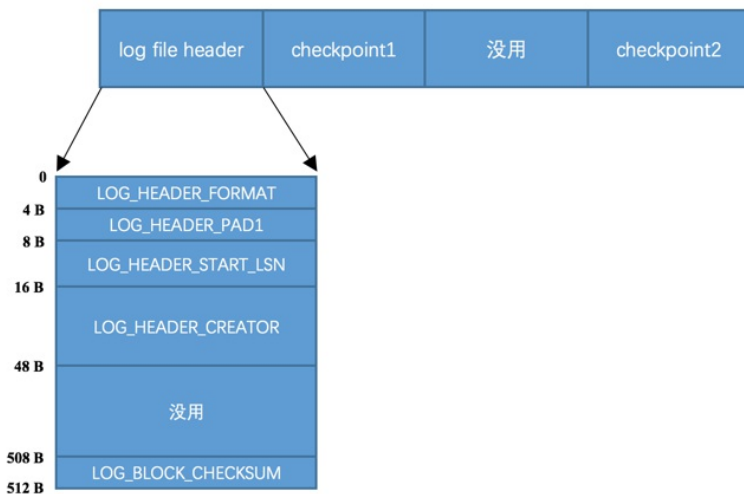 log file header
checkpoint1
没用
checkpoint2
0
LOG_HEADER_FORMAT
4 B
LOG_HEADER_PAD1
8 B
LOG_HEADER_START_LSN
16 B
LOG_HEADER_CREATOR
48 B
没用
508 B
LOG_BLOCK_CHECKSUM
512 B